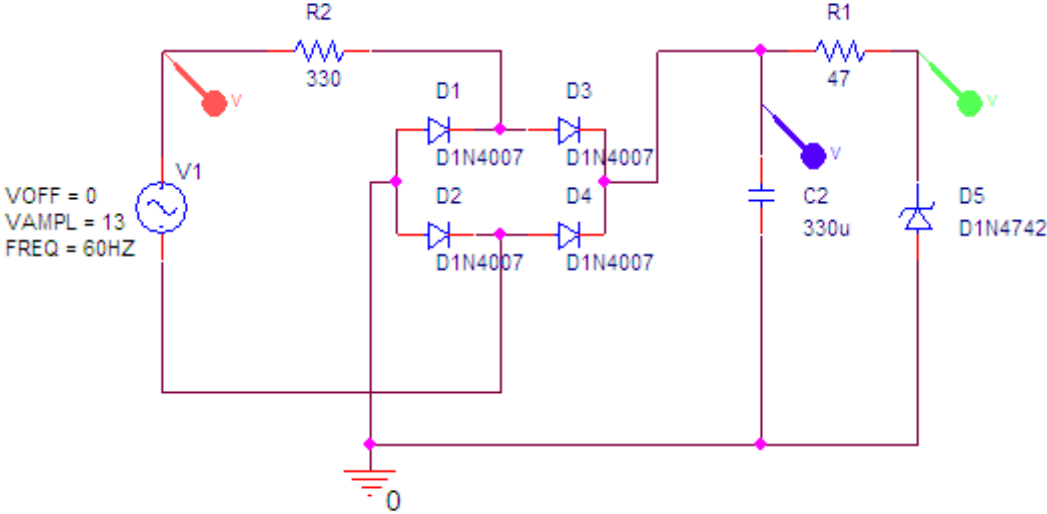 R2
330
R1
47
D1
D1N4007
D3
D1N4007
V
V
V
V1
VOFF = 0
VAMPL = 13
FREQ = 60HZ
D2
D1N4007
D4
D1N4007
C2
330u
D5
D1N4742
0